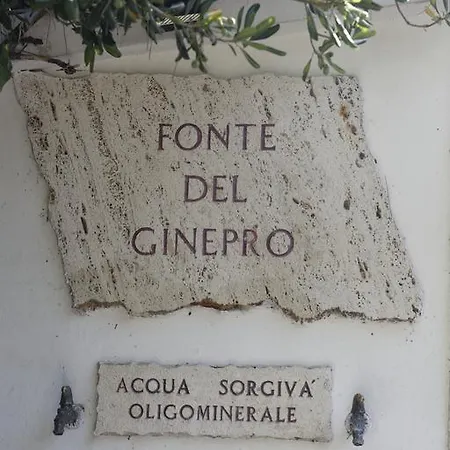 FONTE
DEL
GINEPRO
ACQUA SORGIVA'
OLIGOMINERALE